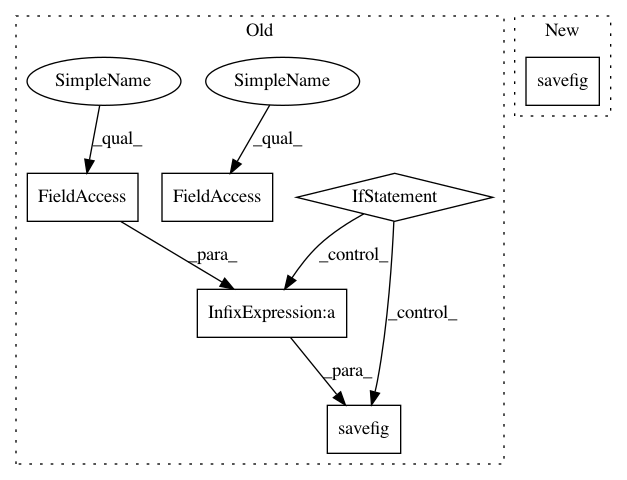 Old
New
SimpleName
SimpleName
savefig
_qual_
_qual_
FieldAccess
FieldAccess
IfStatement
_para_
_control_
InfixExpression:a
_control_
_para_
savefig